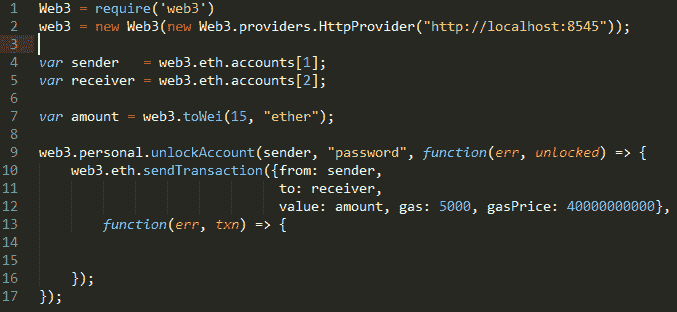 1 Web3 = require('web3')
2 web3 = new Web3(new Web3.providers.HttpProvider("http://localhost:8545"));
3
4 var sender   = web3.eth.accounts[1];
5 var receiver = web3.eth.accounts[2];
6
7 var amount = web3.toWei(15, "ether");
8
9 web3.personal.unlockAccount(sender, "password", function(err, unlocked) => {
10     web3.eth.sendTransaction({from: sender,
11                               to: receiver,
12                               value: amount, gas: 5000, gasPrice: 40000000000},
13         function(err, txn) => {
14
15
16     });
17 });